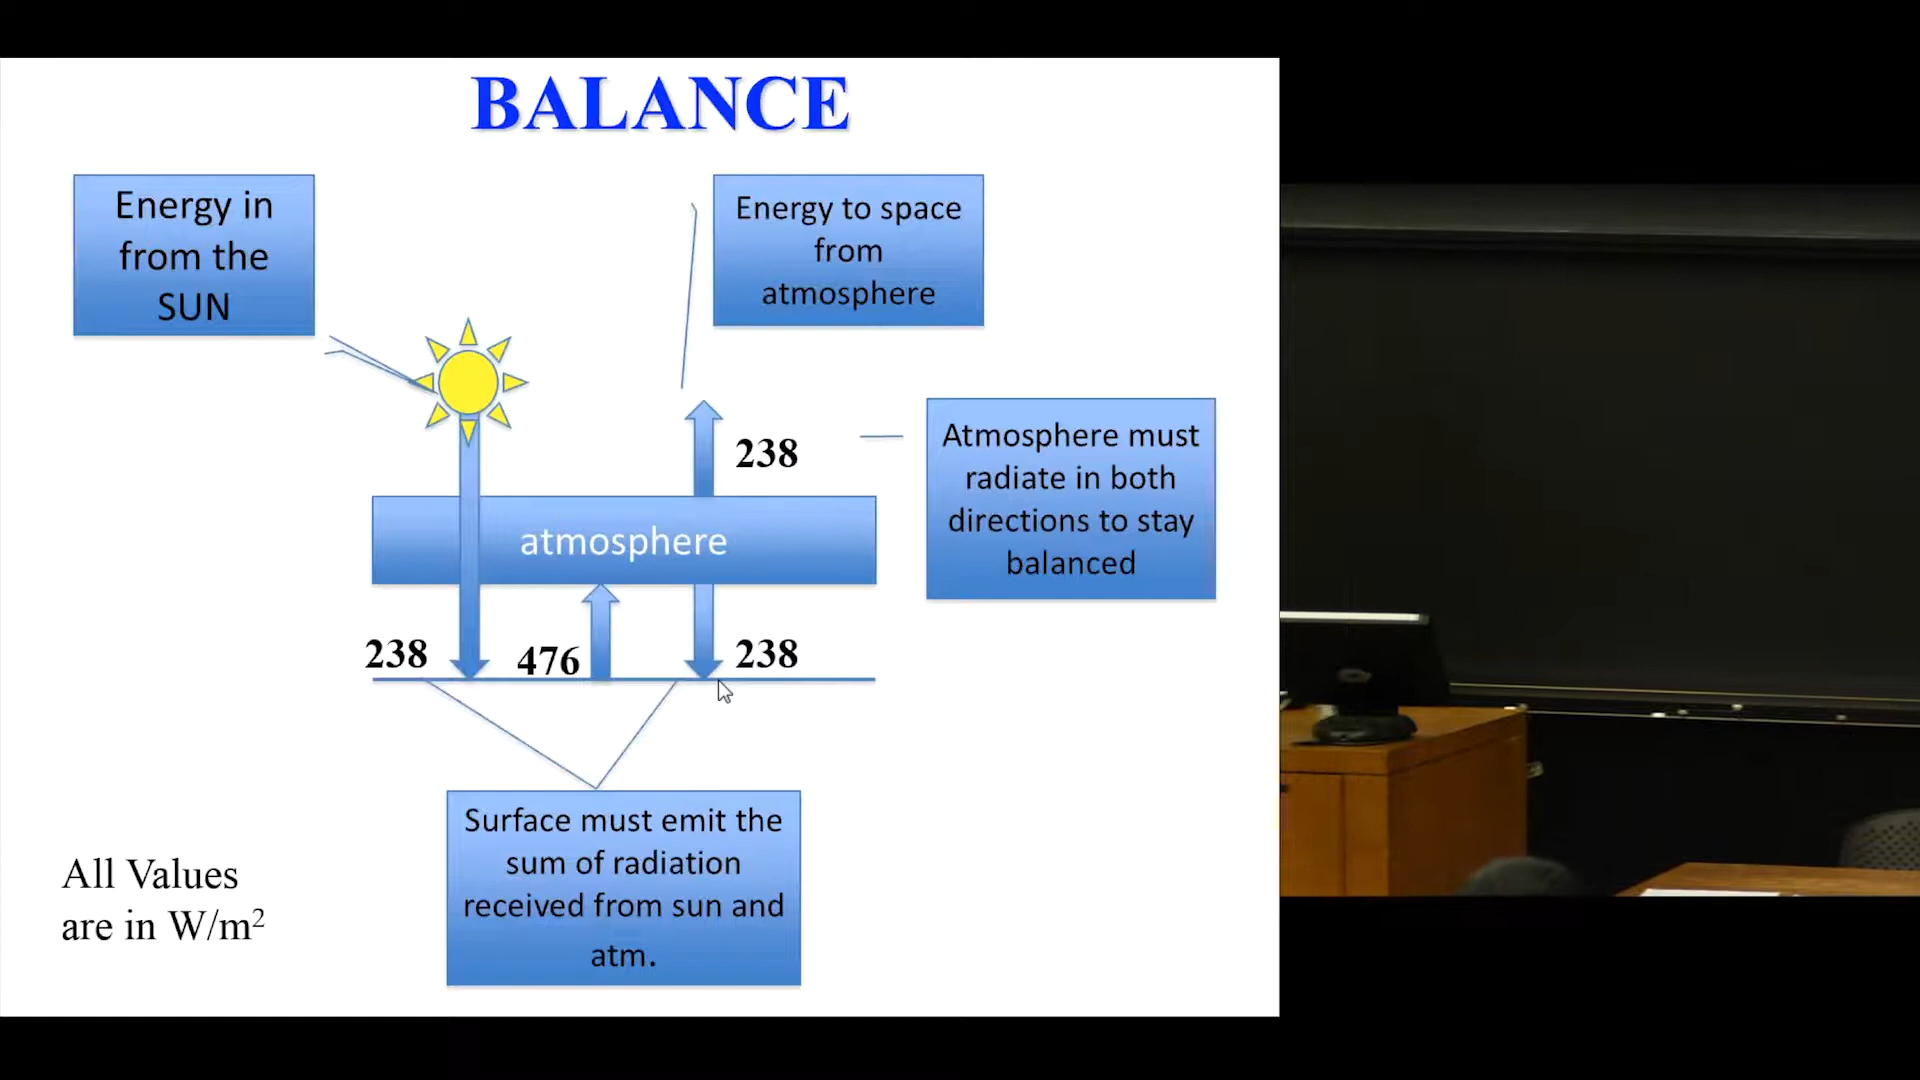 BALANCE
Energy in
from the
SUN
Energy to space
from
atmosphere
238
Atmosphere must
radiate in both
directions to stay
balanced
atmosphere
238
476
238
Surface must emit the
sum of radiation
received from sun and
atm.
All Values
are in W/m²